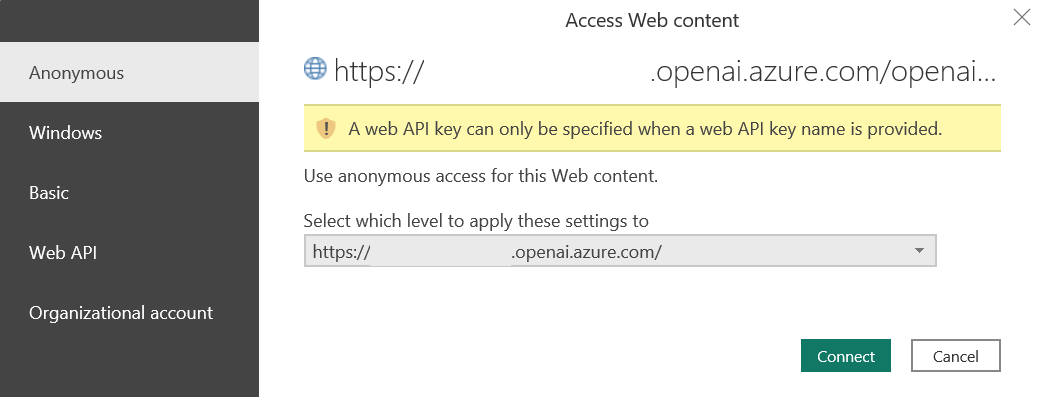 Access Web content
Anonymous
Windows
Basic
Web API
Organizational account
https:// .openai.azure.com/openai...
A web API key can only be specified when a web API key name is provided.
Use anonymous access for this Web content.
Select which level to apply these settings to
https:// .openai.azure.com/
Connect Cancel